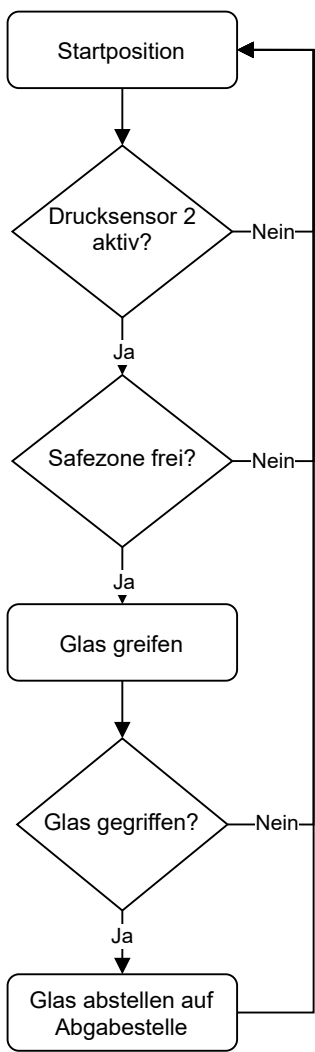 Startposition
Drucksensor 2
aktiv?
Nein
Ja
Safezone frei?
Nein
Ja
Glas greifen
Glas gegriffen?
Nein
Ja
Glas abstellen auf
Abgabestelle